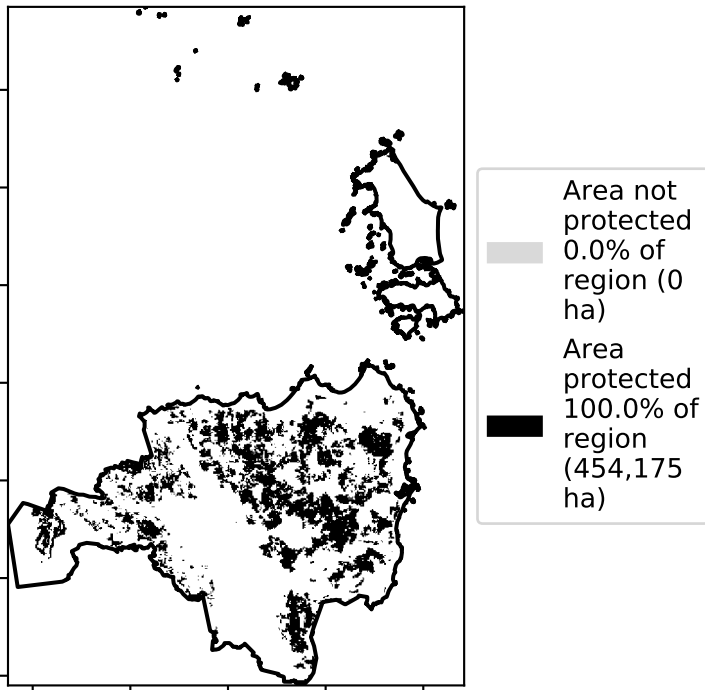 Area not
protected
0.0% of
region (0
ha)
Area
protected
100.0% of
region
(454,175
ha)